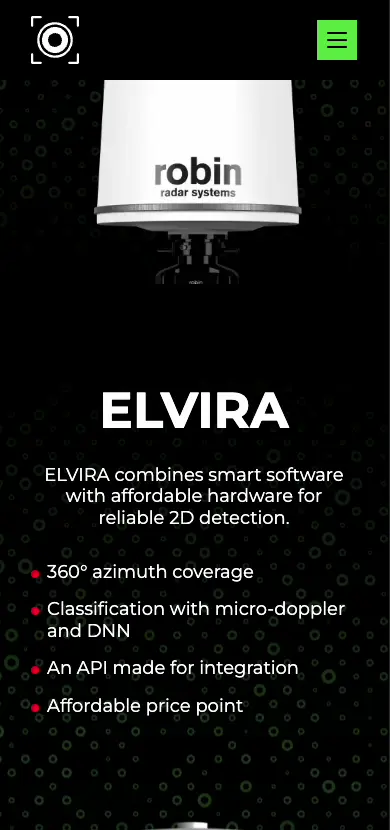 robin
radar systems
ELVIRA
ELVIRA combines smart software
with affordable hardware for
reliable 2D detection.
360° azimuth coverage
Classification with micro-doppler
and DNN
An API made for integration
Affordable price point